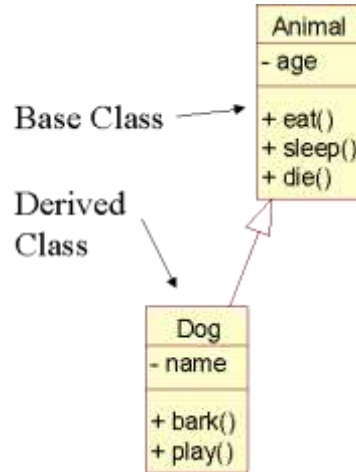 Animal
- age
+ eat()
+ sleep()
+ die()
Base Class
Derived
Class
Dog
- name
+ bark()
+ play()